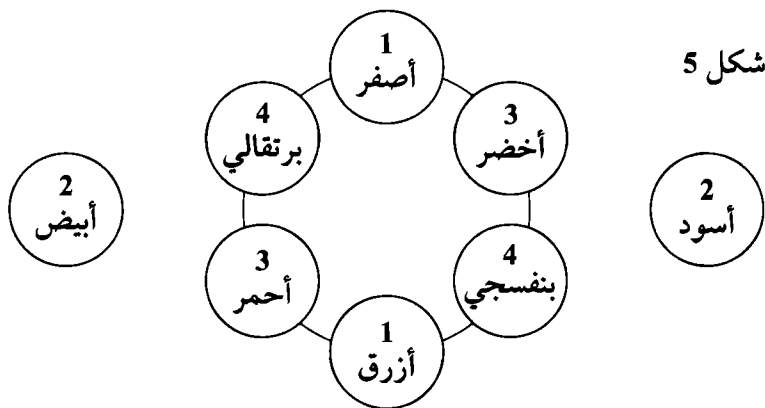 شكل 5
1
أصفر
3
أخضر
4
برتقالي
2
أسود
2
أبيض
4
بنفسجي
3
أحمر
1
أزرق